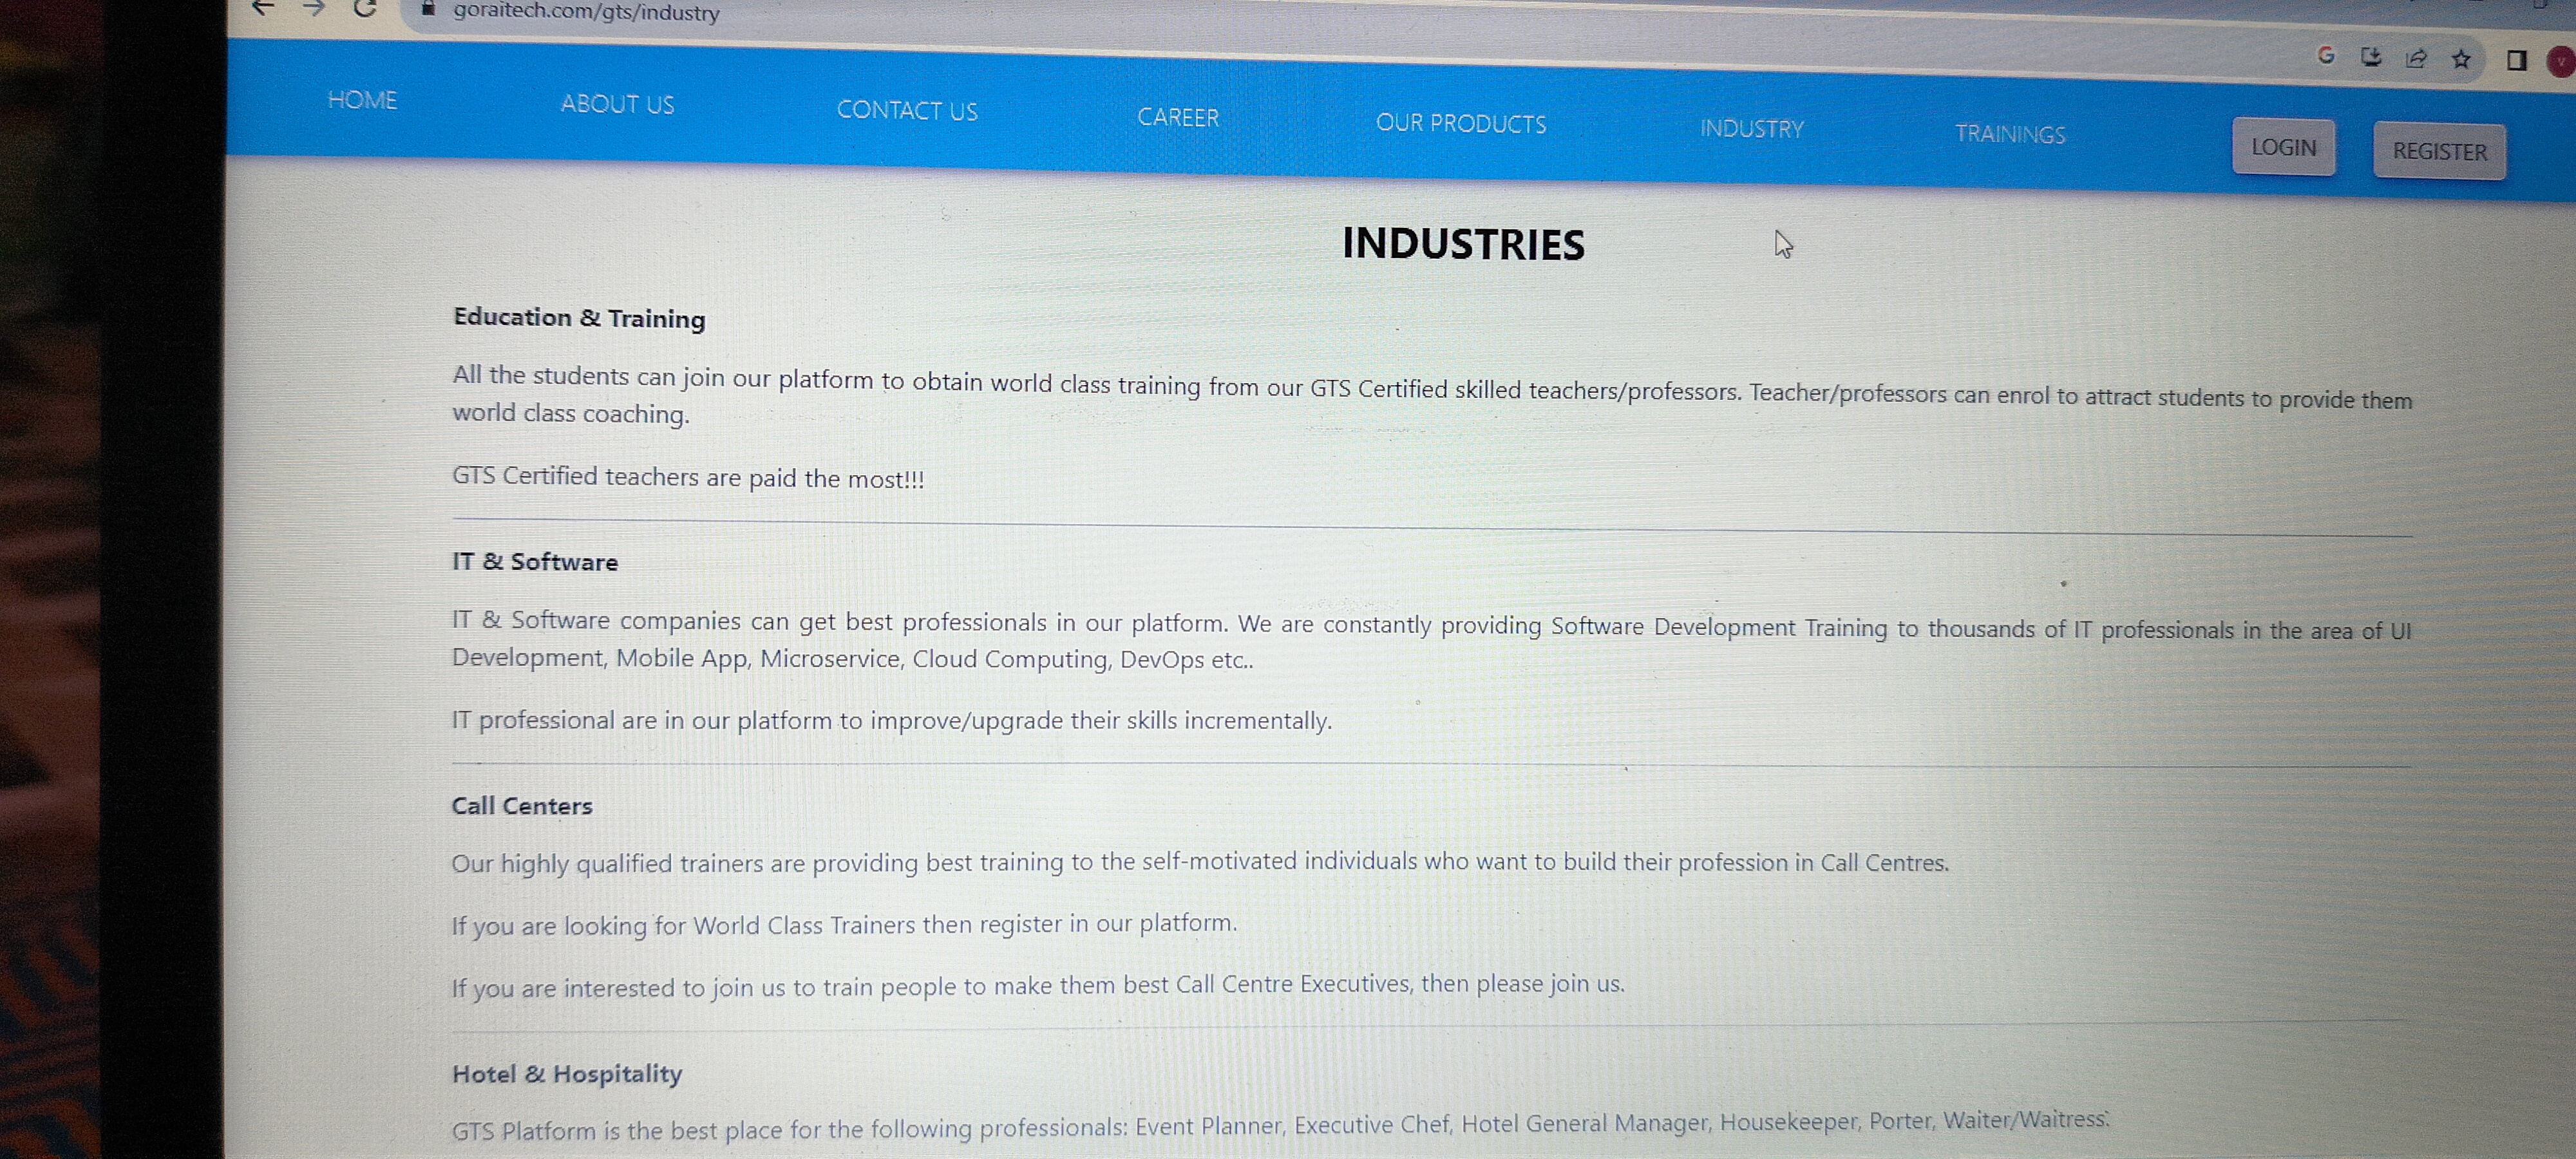 goraitech.com/gts/industry
HOME ABOUT US CONTACT US CAREER OUR PRODUCTS INDUSTRY TRAININGS LOGIN REGISTER
INDUSTRIES
Education & Training
All the students can join our platform to obtain world class training from our GTS Certified skilled teachers/professors. Teacher/professors can enrol to attract students to provide them
world class coaching.
GTS Certified teachers are paid the most!!!
IT & Software
IT & Software companies can get best professionals in our platform. We are constantly providing Software Development Training to thousands of IT professionals in the area of UI
Development, Mobile App, Microservice, Cloud Computing, DevOps etc..
IT professional are in our platform to improve/upgrade their skills incrementally.
Call Centers
Our highly qualified trainers are providing best training to the self-motivated individuals who want to build their profession in Call Centres.
If you are looking for World Class Trainers then register in our platform.
If you are interested to join us to train people to make them best Call Centre Executives, then please join us.
Hotel & Hospitality
GTS Platform is the best place for the following professionals: Event Planner, Executive Chef, Hotel General Manager, Housekeeper, Porter, Waiter/Waitress.